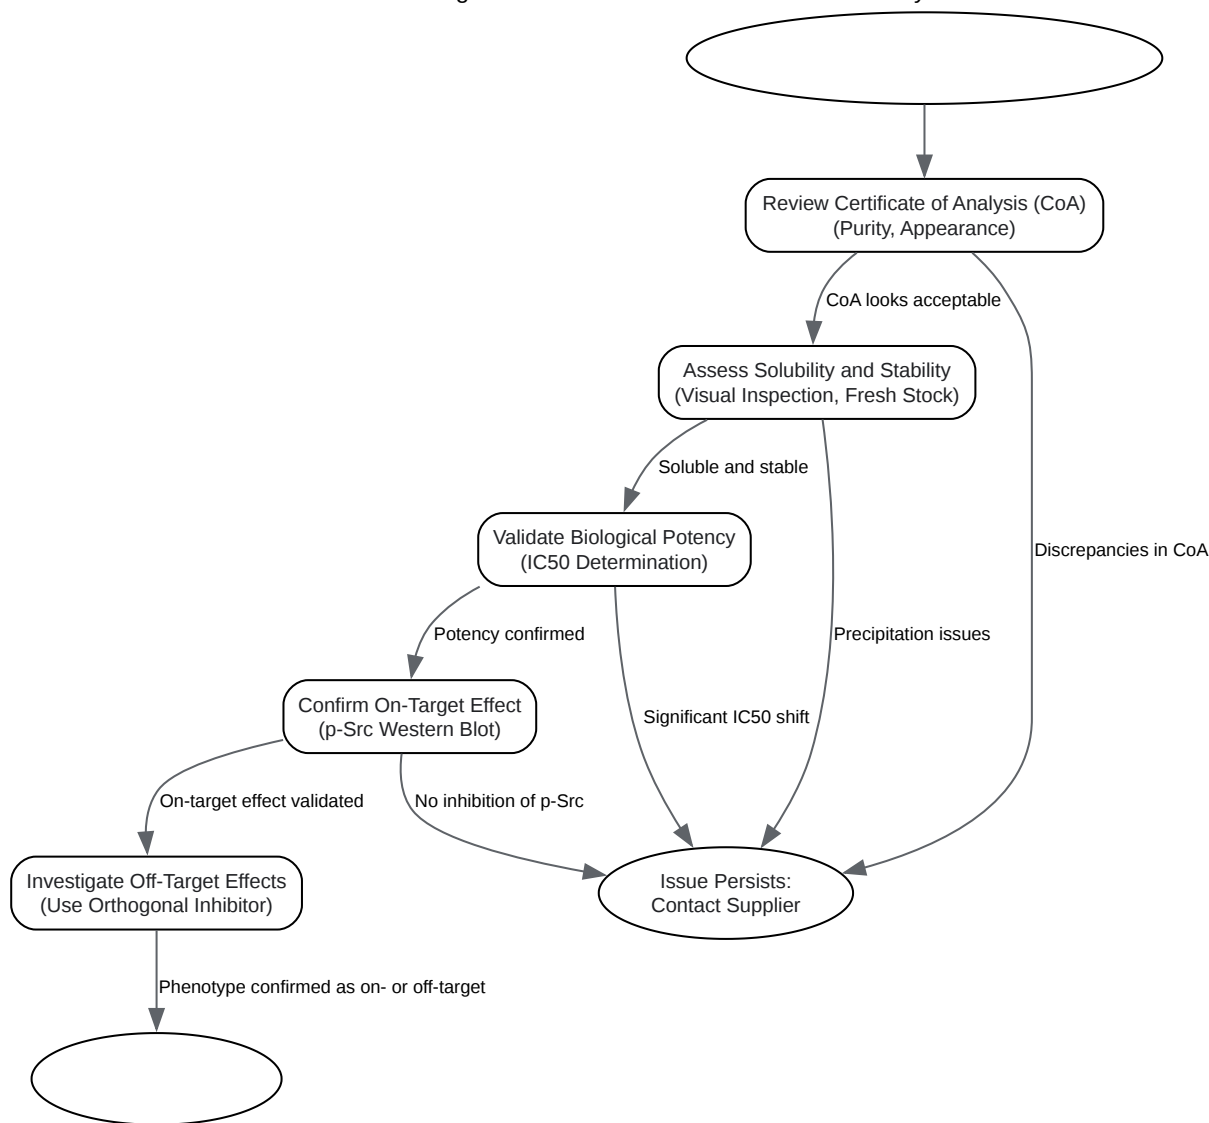 Review Certificate of Analysis (CoA)
(Purity, Appearance)
CoA looks acceptable
Assess Solubility and Stability
(Visual Inspection, Fresh Stock)
Soluble and stable
Validate Biological Potency
(IC50 Determination)
Discrepancies in CoA
Potency confirmed
Precipitation issues
Confirm On-Target Effect
(p-Src Western Blot)
Significant IC50 shift
On-target effect validated
No inhibition of p-Src
Investigate Off-Target Effects
(Use Orthogonal Inhibitor)
Issue Persists:
Contact Supplier
Phenotype confirmed as on- or off-target